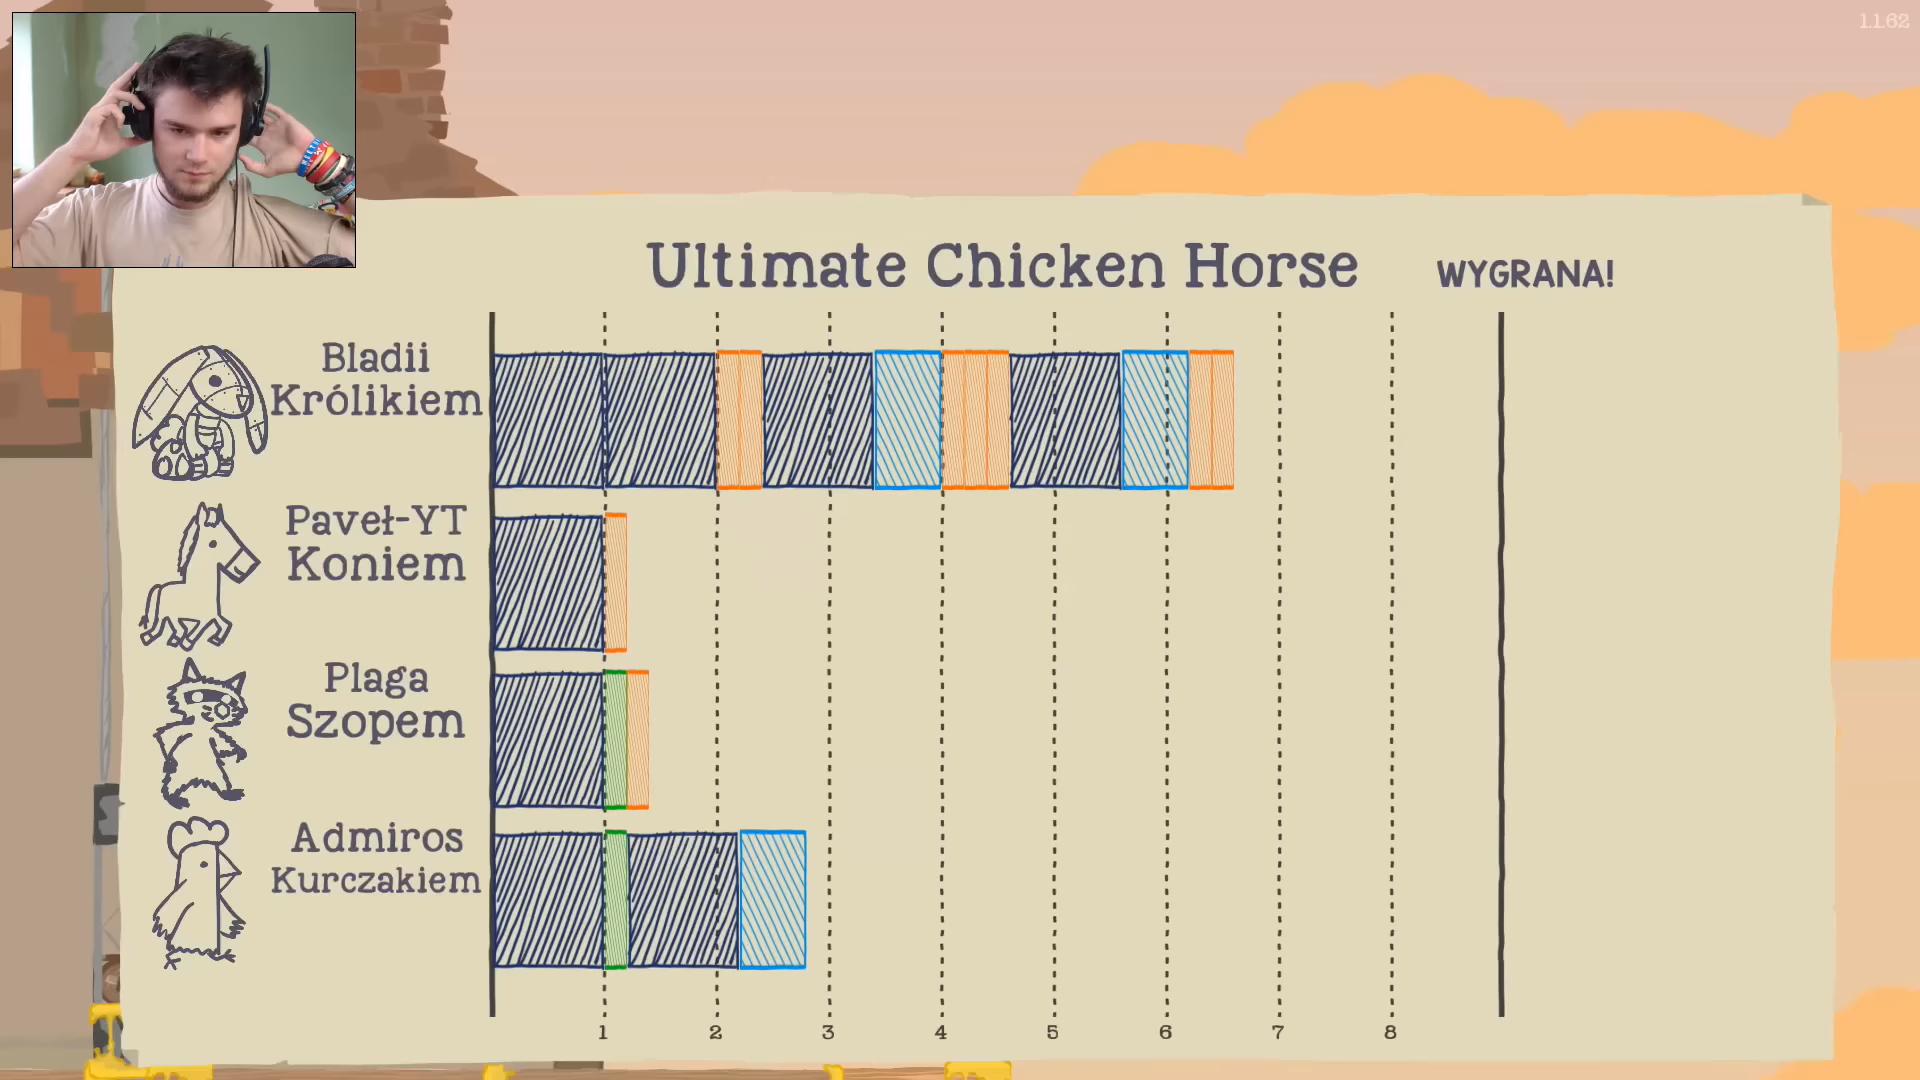 1.1.62
Ultimate Chicken Horse
WYGRANA!
Bladii
Królikiem
Paveł-YT
Koniem
Plaga
Szopem
Admiros
Kurczakiem
1 2 3 4 5 6 7 8